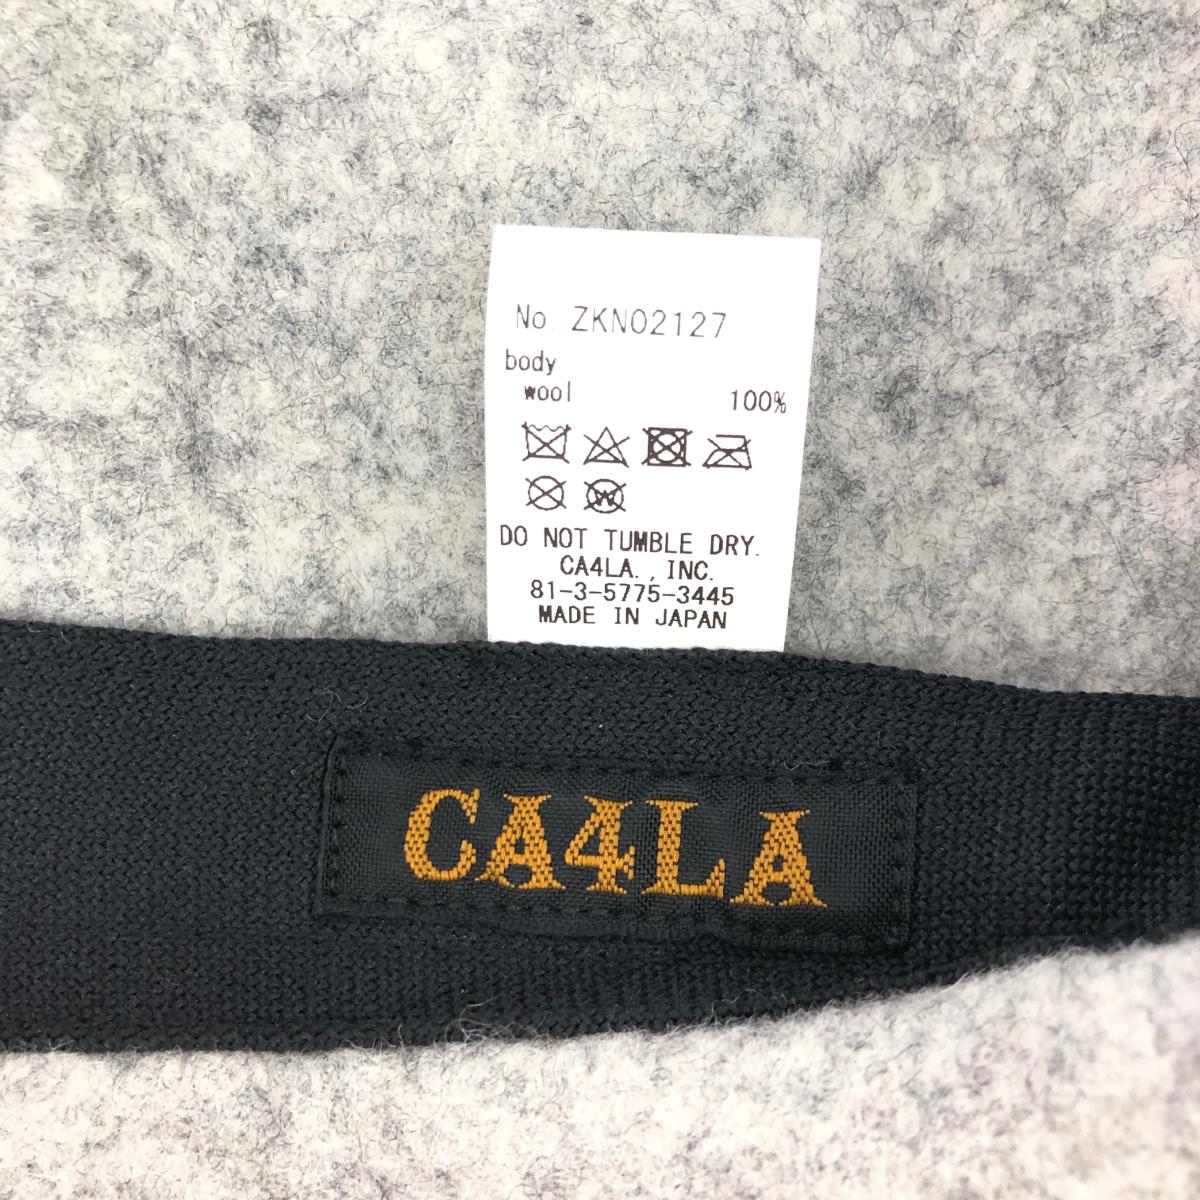 No. ZKN02127
body
wool 100%
W
DO NOT TUMBLE DRY.
CA4LA., INC.
81-3-5775-3445
MADE IN JAPAN
CA4LA